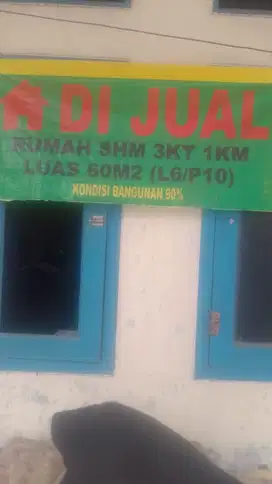 DI JUAL
RUMAH SHM 3KT 1KM
LUAS 60M2 (L6/P10)
KONDISI BANGUNAN 90%